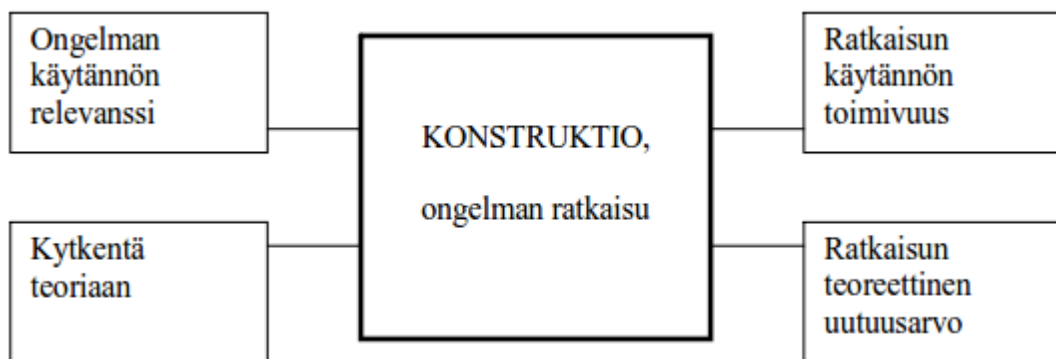 Ongelman
käytännön
relevanssi
Kytkentä
teoriaan
KONSTRUKTIO,
ongelman ratkaisu
Ratkaisun
käytännön
toimivuus
Ratkaisun
teoreettinen
uutuusarvo